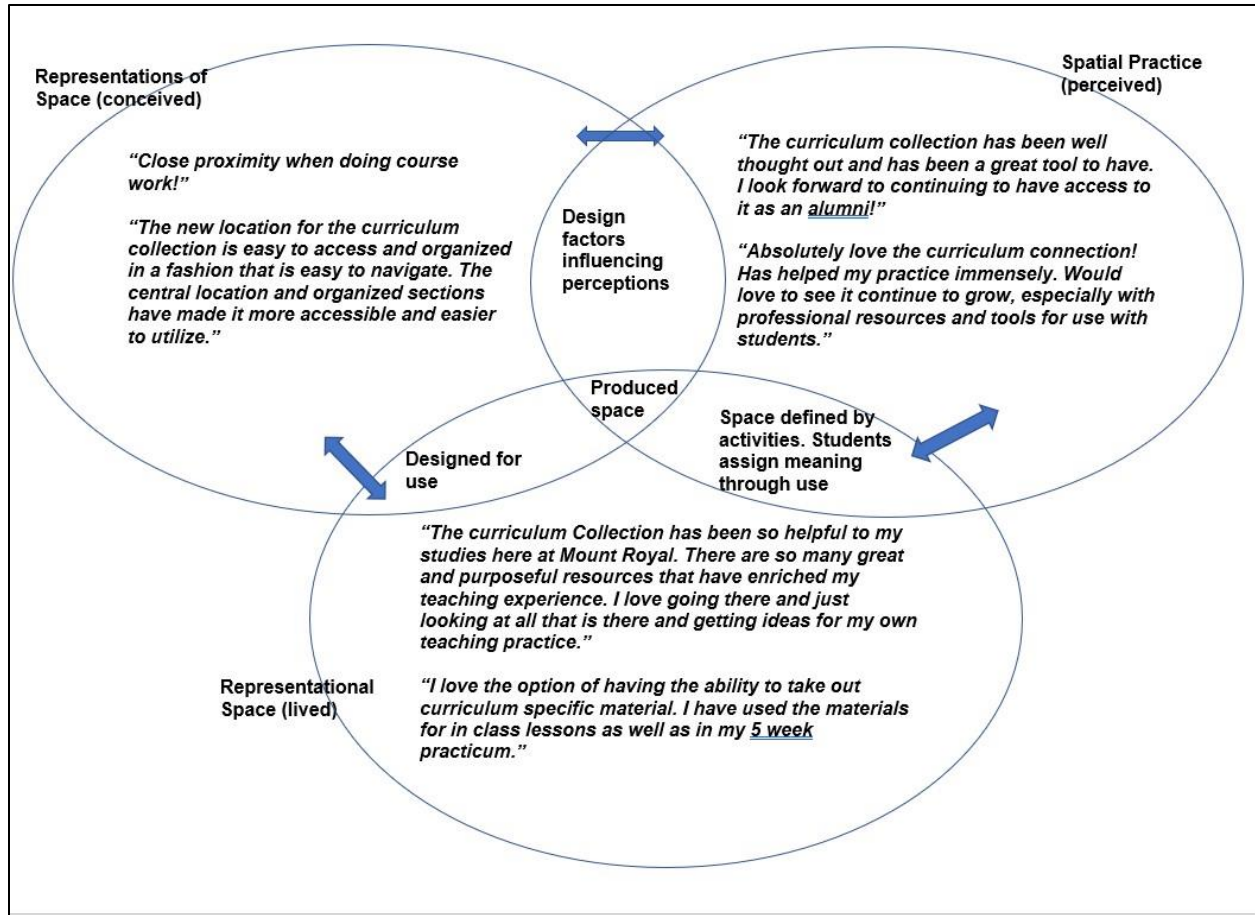 Representations of
Space (conceived)
“Close proximity when doing course
work!”
“The new location for the curriculum
collection is easy to access and organized
in a fashion that is easy to navigate. The
central location and organized sections
have made it more accessible and easier
to utilize.”
Design
factors
influencing
perceptions
Spatial Practice
(perceived)
“The curriculum collection has been well
thought out and has been a great tool to have.
I look forward to continuing to have access to
it as an alumni!”
“Absolutely love the curriculum connection!
Has helped my practice immensely. Would
love to see it continue to grow, especially with
professional resources and tools for use with
students.”
Produced
space
Designed for
use
Space defined by
activities. Students
assign meaning
through use
“The curriculum Collection has been so helpful to my
studies here at Mount Royal. There are so many great
and purposeful resources that have enriched my
teaching experience. I love going there and just
looking at all that is there and getting ideas for my own
teaching practice.”
Representational
Space (lived)
“I love the option of having the ability to take out
curriculum specific material. I have used the materials
for in class lessons as well as in my 5 week
practicum.”